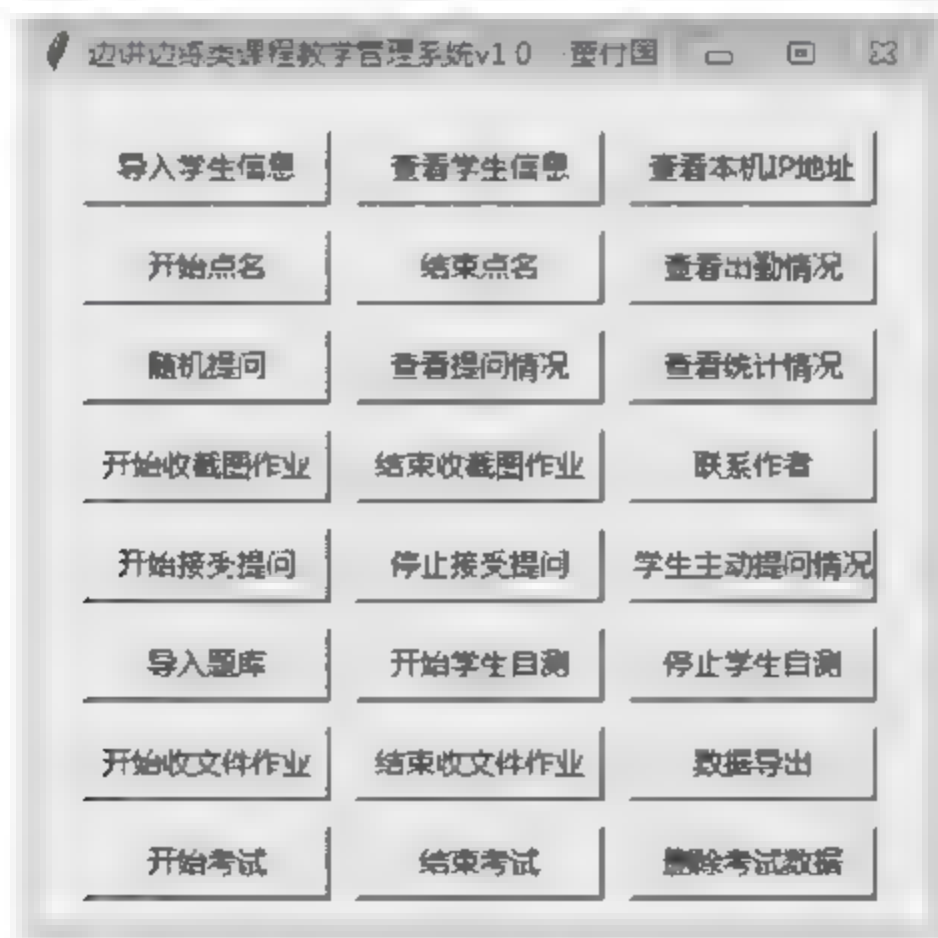 边讲边练类课程教学管理系统v1.0 董付国
导入学生信息 查看学生信息 查看本机IP地址
开始点名 结束点名 查看出勤情况
随机提问 查看提问情况 查看统计情况
开始收截图作业 结束收截图作业 联系作者
开始接受提问 停止接受提问 学生主动提问情况
导入题库 开始学生自测 停止学生自测
开始收文件作业 结束收文件作业 数据导出
开始考试 结束考试 删除考试数据